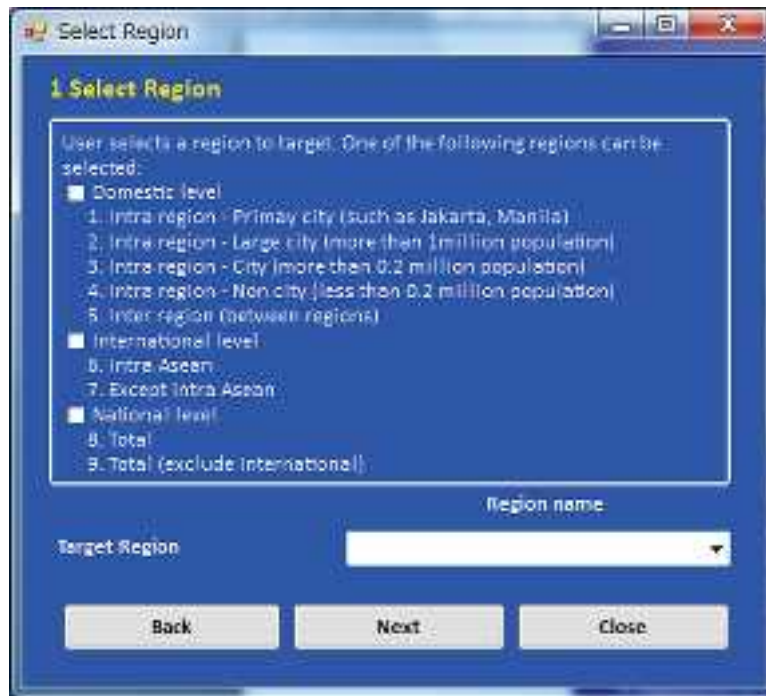 Select Region
1 Select Region
User selects a region to target. One of the following regions can be
selected:
Domestic level
1. Intra region - Primay city (such as Jakarta, Manila)
2. Intra region - Large city (more than 1million population)
3. Intra region - City (more than 0.2 million population)
4. Intra region - Non city (less than 0.2 million population)
5. Inter region (between regions)
International level
6. Intra Asean
7. Except Intra Asean
National level
8. Total
9. Total (exclude International)
Region name
Target Region
Back Next Close